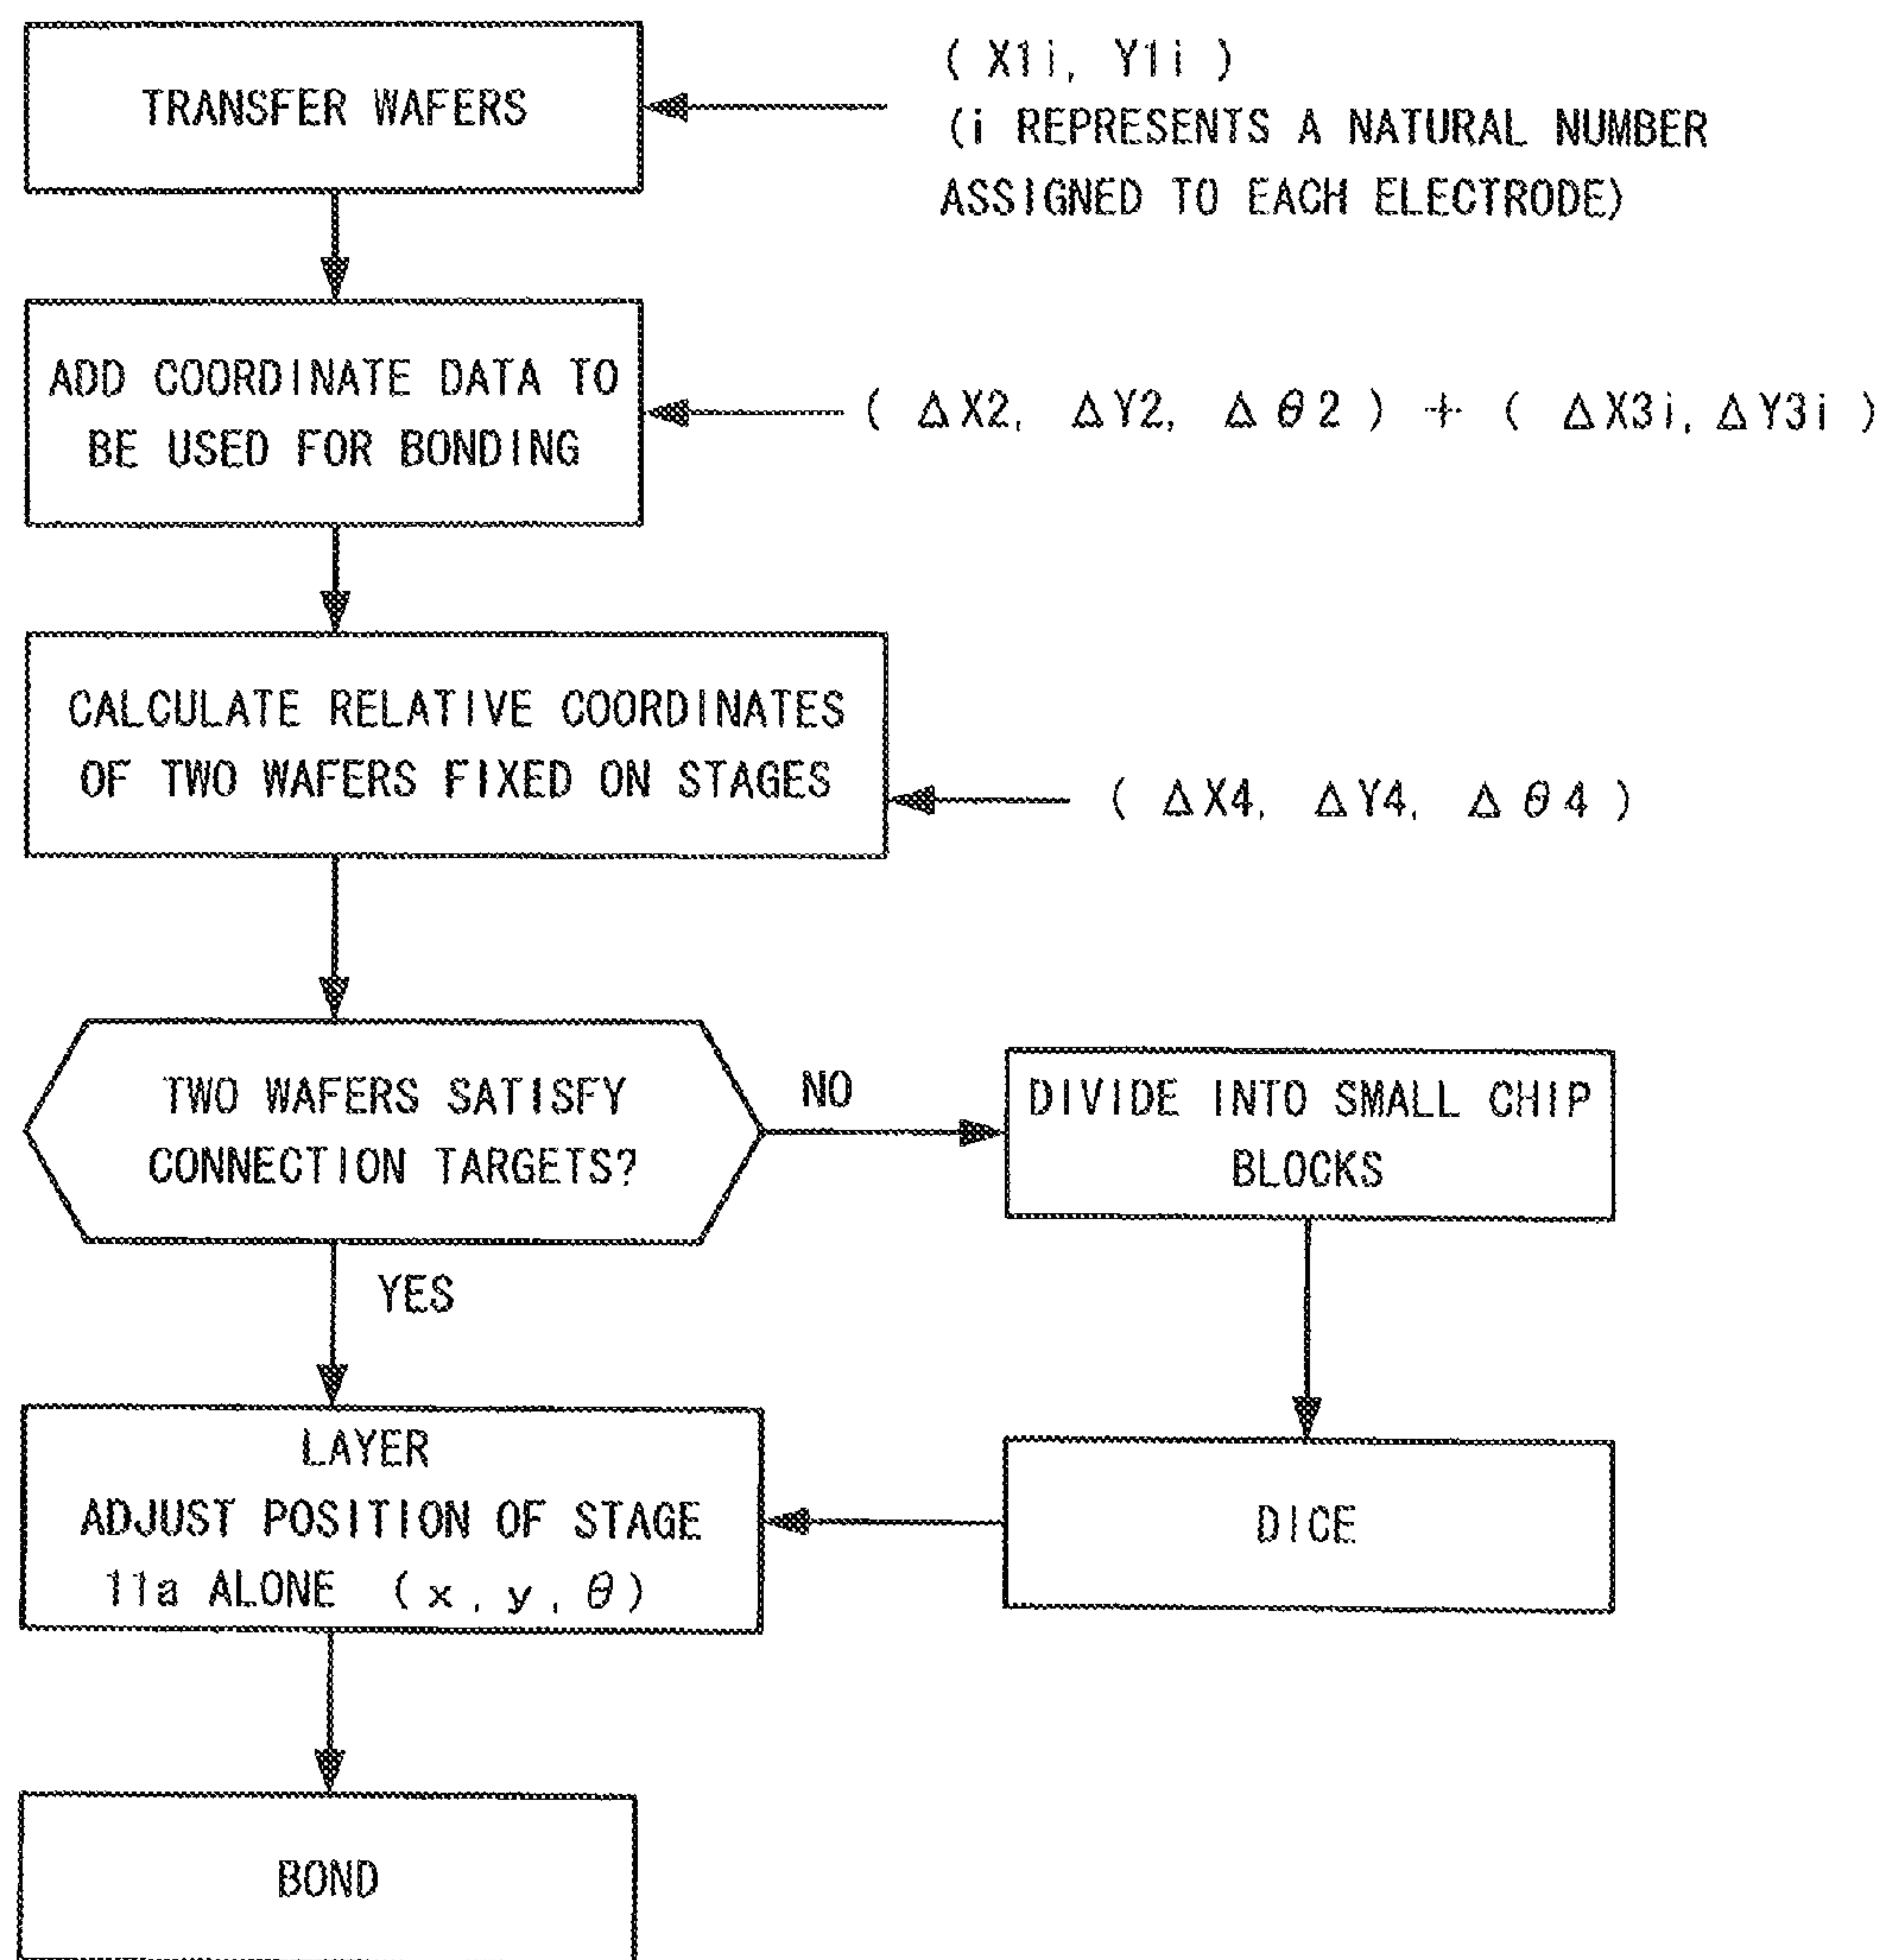 TRANSFER WAFERS
( X1i, Y1i )
(i REPRESENTS A NATURAL NUMBER
ASSIGNED TO EACH ELECTRODE)
ADD COORDINATE DATA TO
BE USED FOR BONDING
( ΔX2, ΔY2, Δθ2 ) + ( ΔX3i, ΔY3i )
CALCULATE RELATIVE COORDINATES
OF TWO WAFERS FIXED ON STAGES
( ΔX4, ΔY4, Δθ4 )
TWO WAFERS SATISFY
CONNECTION TARGETS?
NO
DIVIDE INTO SMALL CHIP
BLOCKS
YES
LAYER
ADJUST POSITION OF STAGE
11a ALONE (x, y, θ)
DICE
BOND